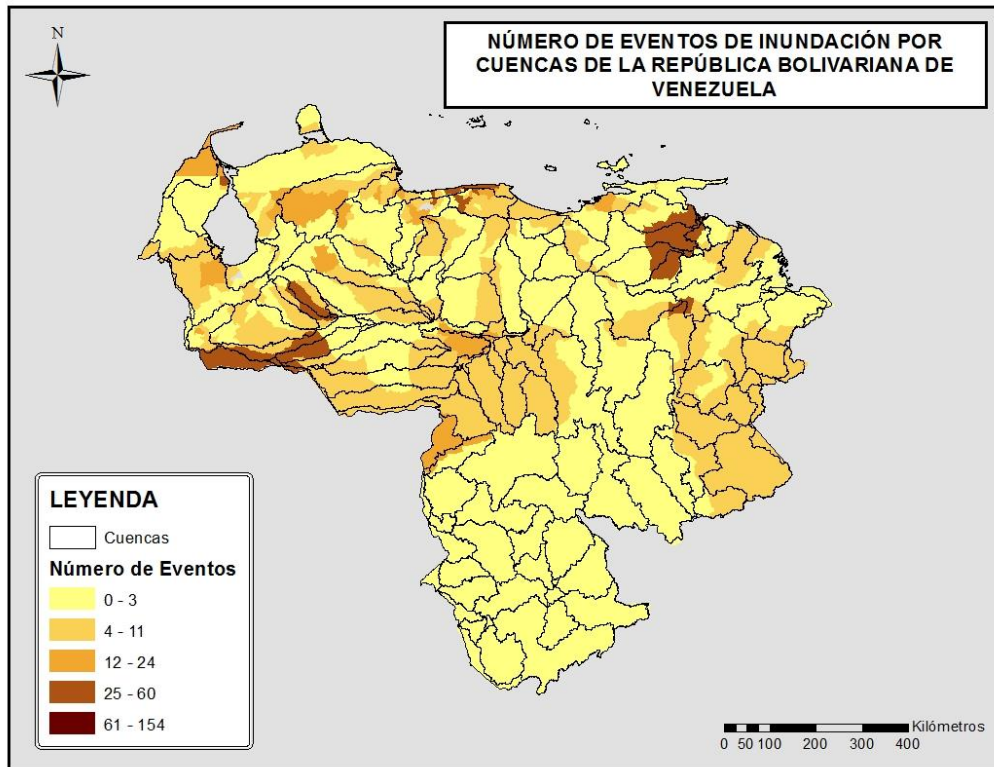 N
NÚMERO DE EVENTOS DE INUNDACIÓN POR
CUENCAS DE LA REPÚBLICA BOLIVARIANA DE
VENEZUELA
LEYENDA
Cuencas
Número de Eventos
0 - 3
4 - 11
12 - 24
25 - 60
61 - 154
Kilómetros
0 50 100 200 300 400